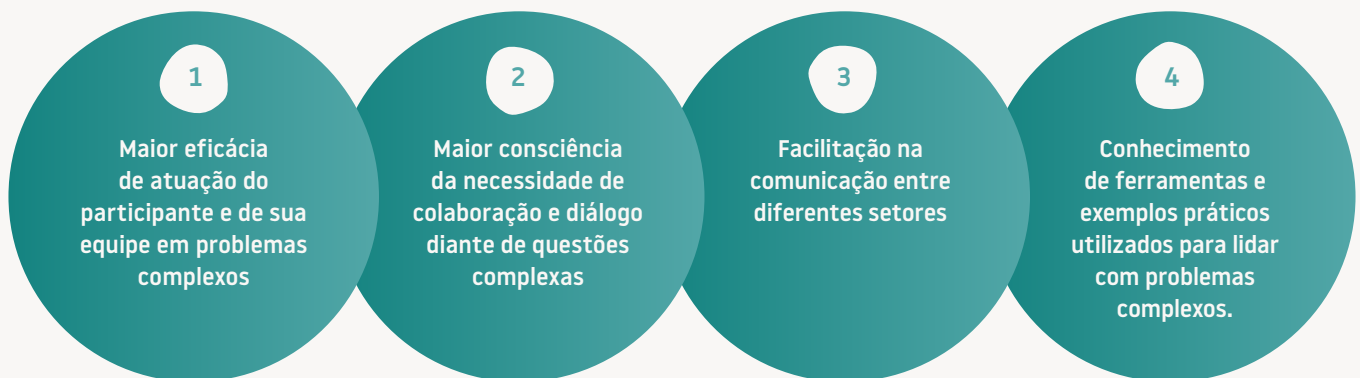 1
Maior eficácia
de atuação do
participante e de sua
equipe em problemas
complexos
2
Maior consciência
da necessidade de
colaboração e diálogo
diante de questões
complexas
3
Facilitação na
comunicação entre
diferentes setores
4
Conhecimento
de ferramentas e
exemplos práticos
utilizados para lidar
com problemas
complexos.